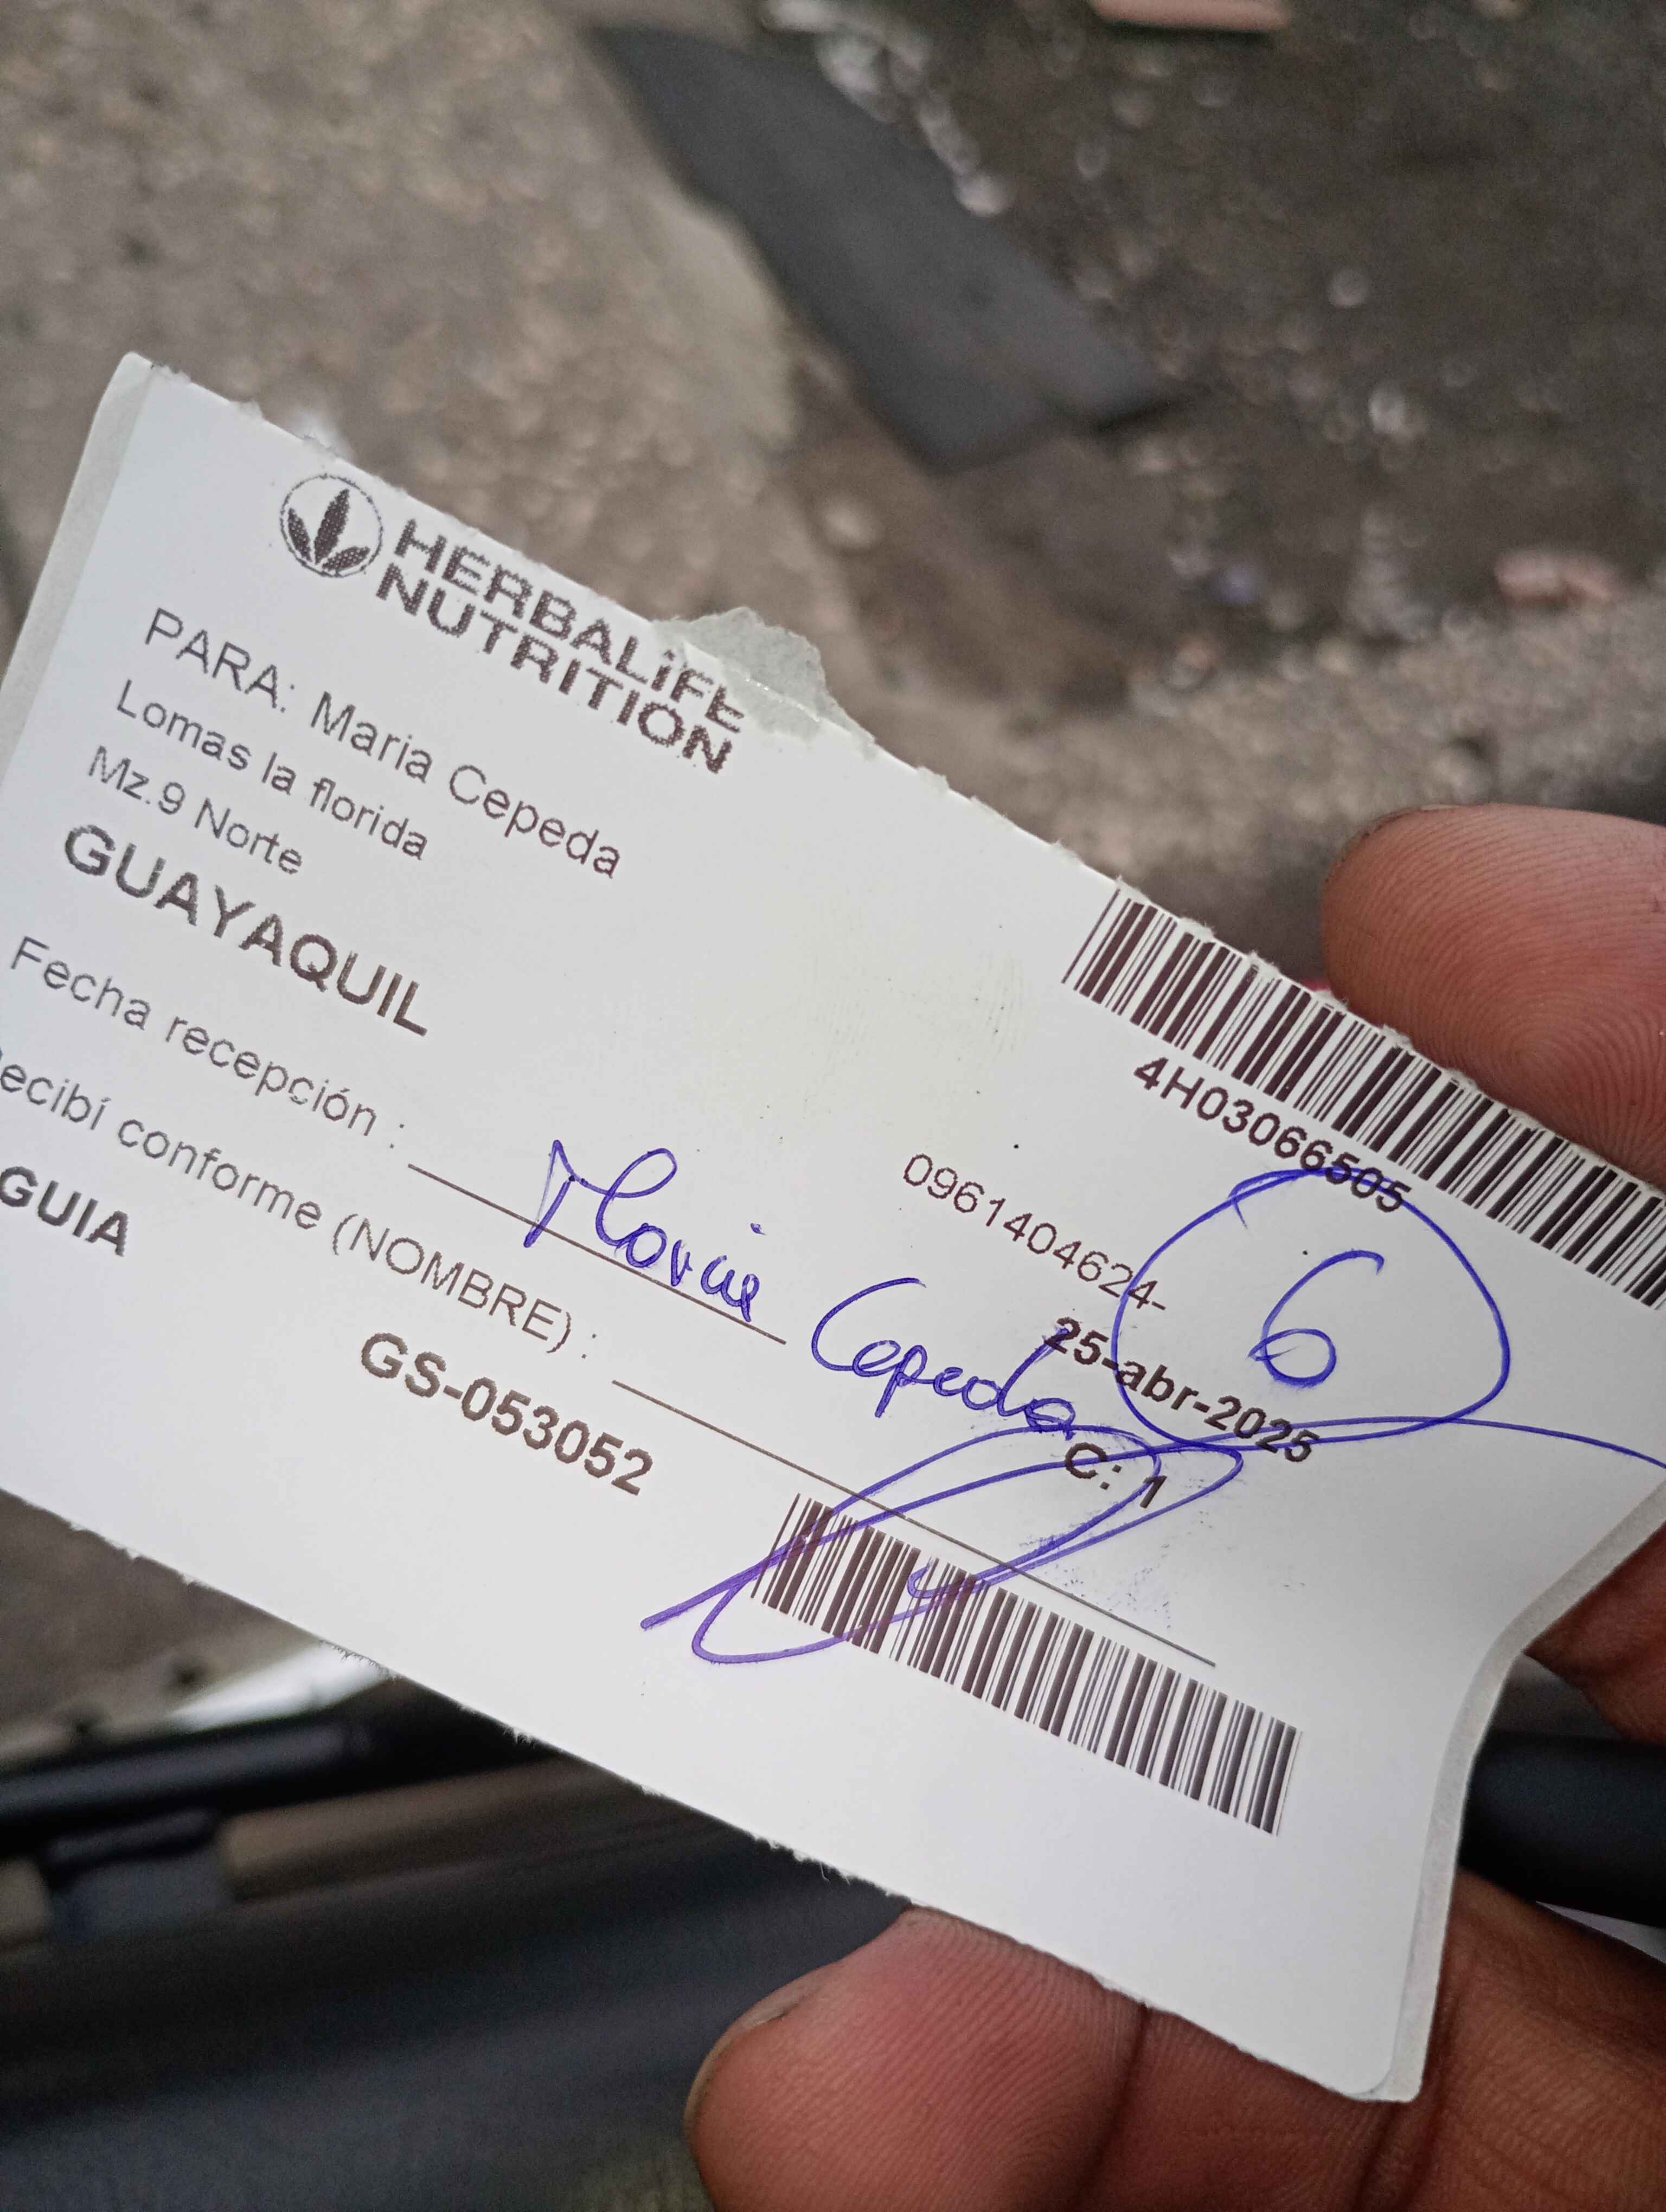 HERBALIFE
NUTRITION
PARA: Maria Cepeda
Lomas la florida
Mz.9 Norte
GUAYAQUIL
4H03066505
0961404624-
6
25-abr-2025
C: 1
Fecha recepción :
Maria Cepeda
ecibí conforme (NOMBRE) :
GUIA
GS-053052